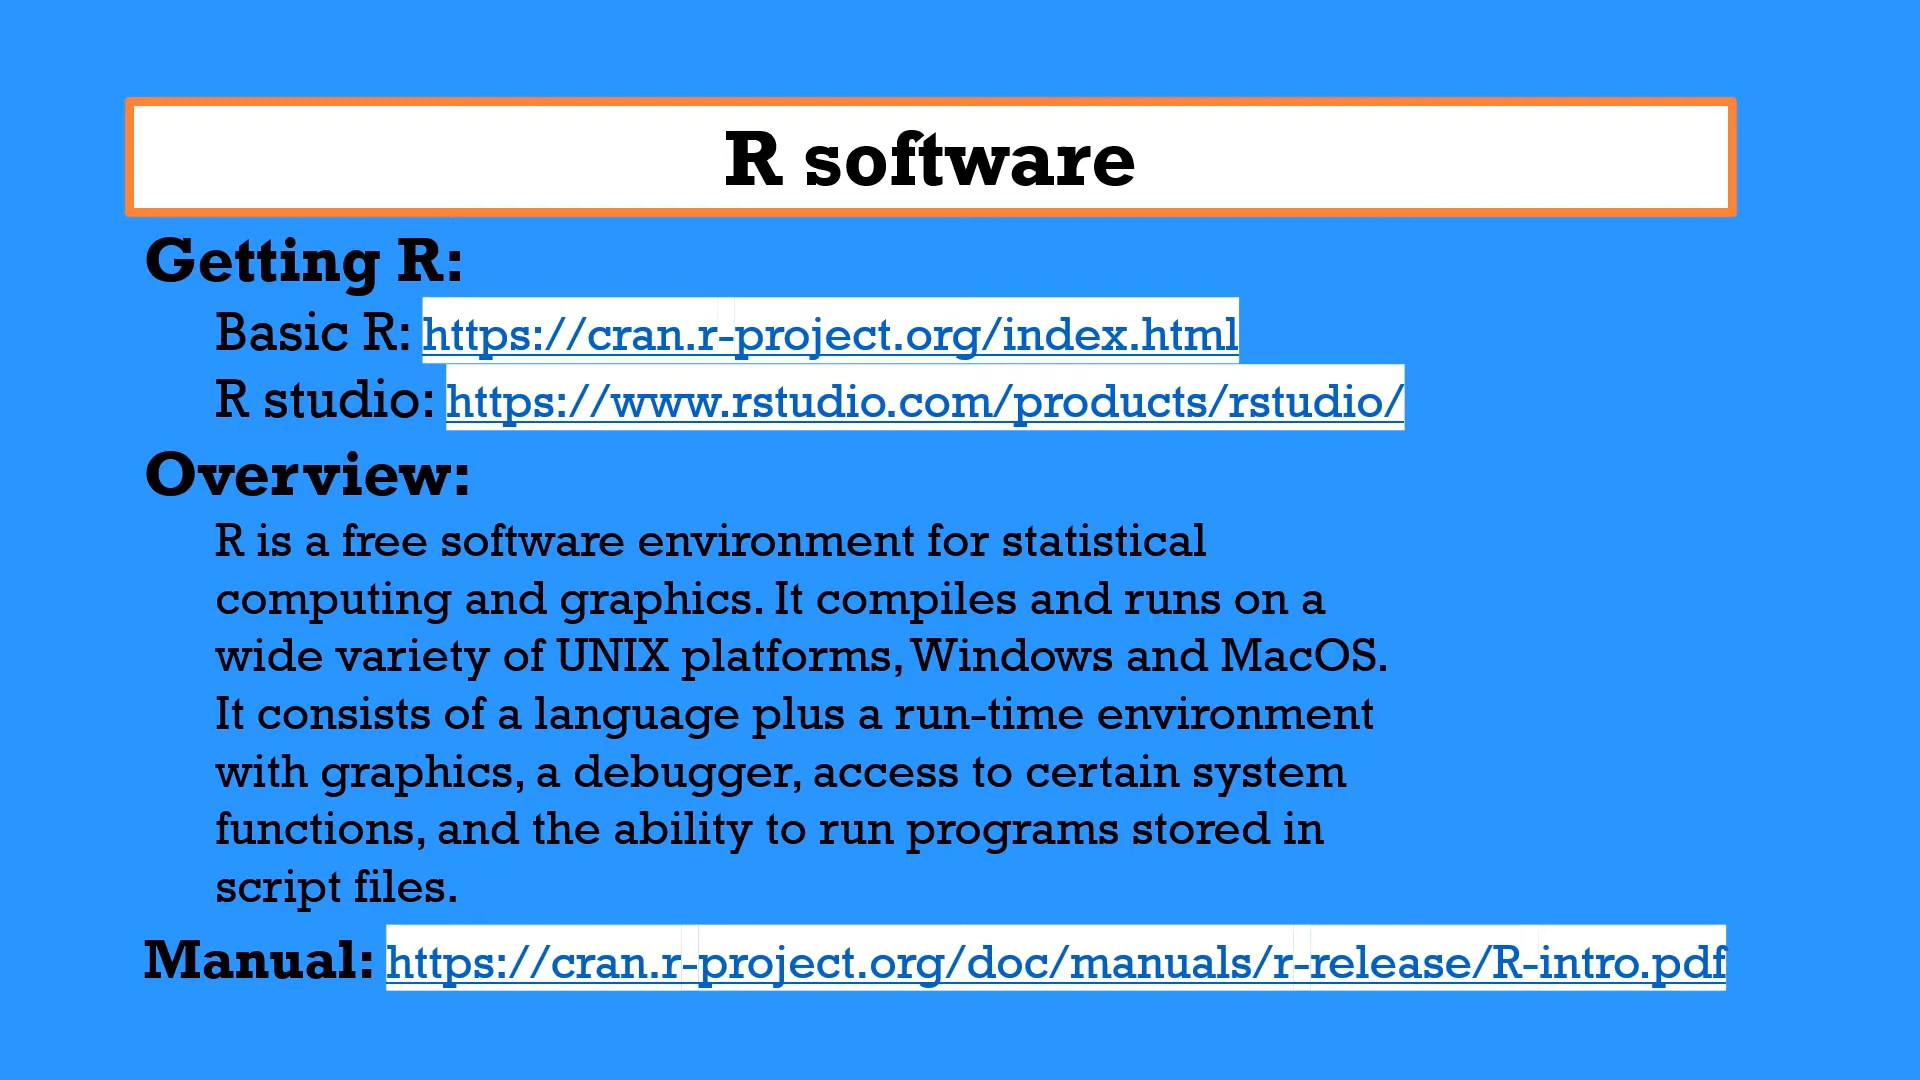 R software
Getting R:
Basic R: https://cran.r-project.org/index.html
R studio: https://www.rstudio.com/products/rstudio/
Overview:
R is a free software environment for statistical
computing and graphics. It compiles and runs on a
wide variety of UNIX platforms, Windows and MacOS.
It consists of a language plus a run-time environment
with graphics, a debugger, access to certain system
functions, and the ability to run programs stored in
script files.
Manual: https://cran.r-project.org/doc/manuals/r-release/R-intro.pdf